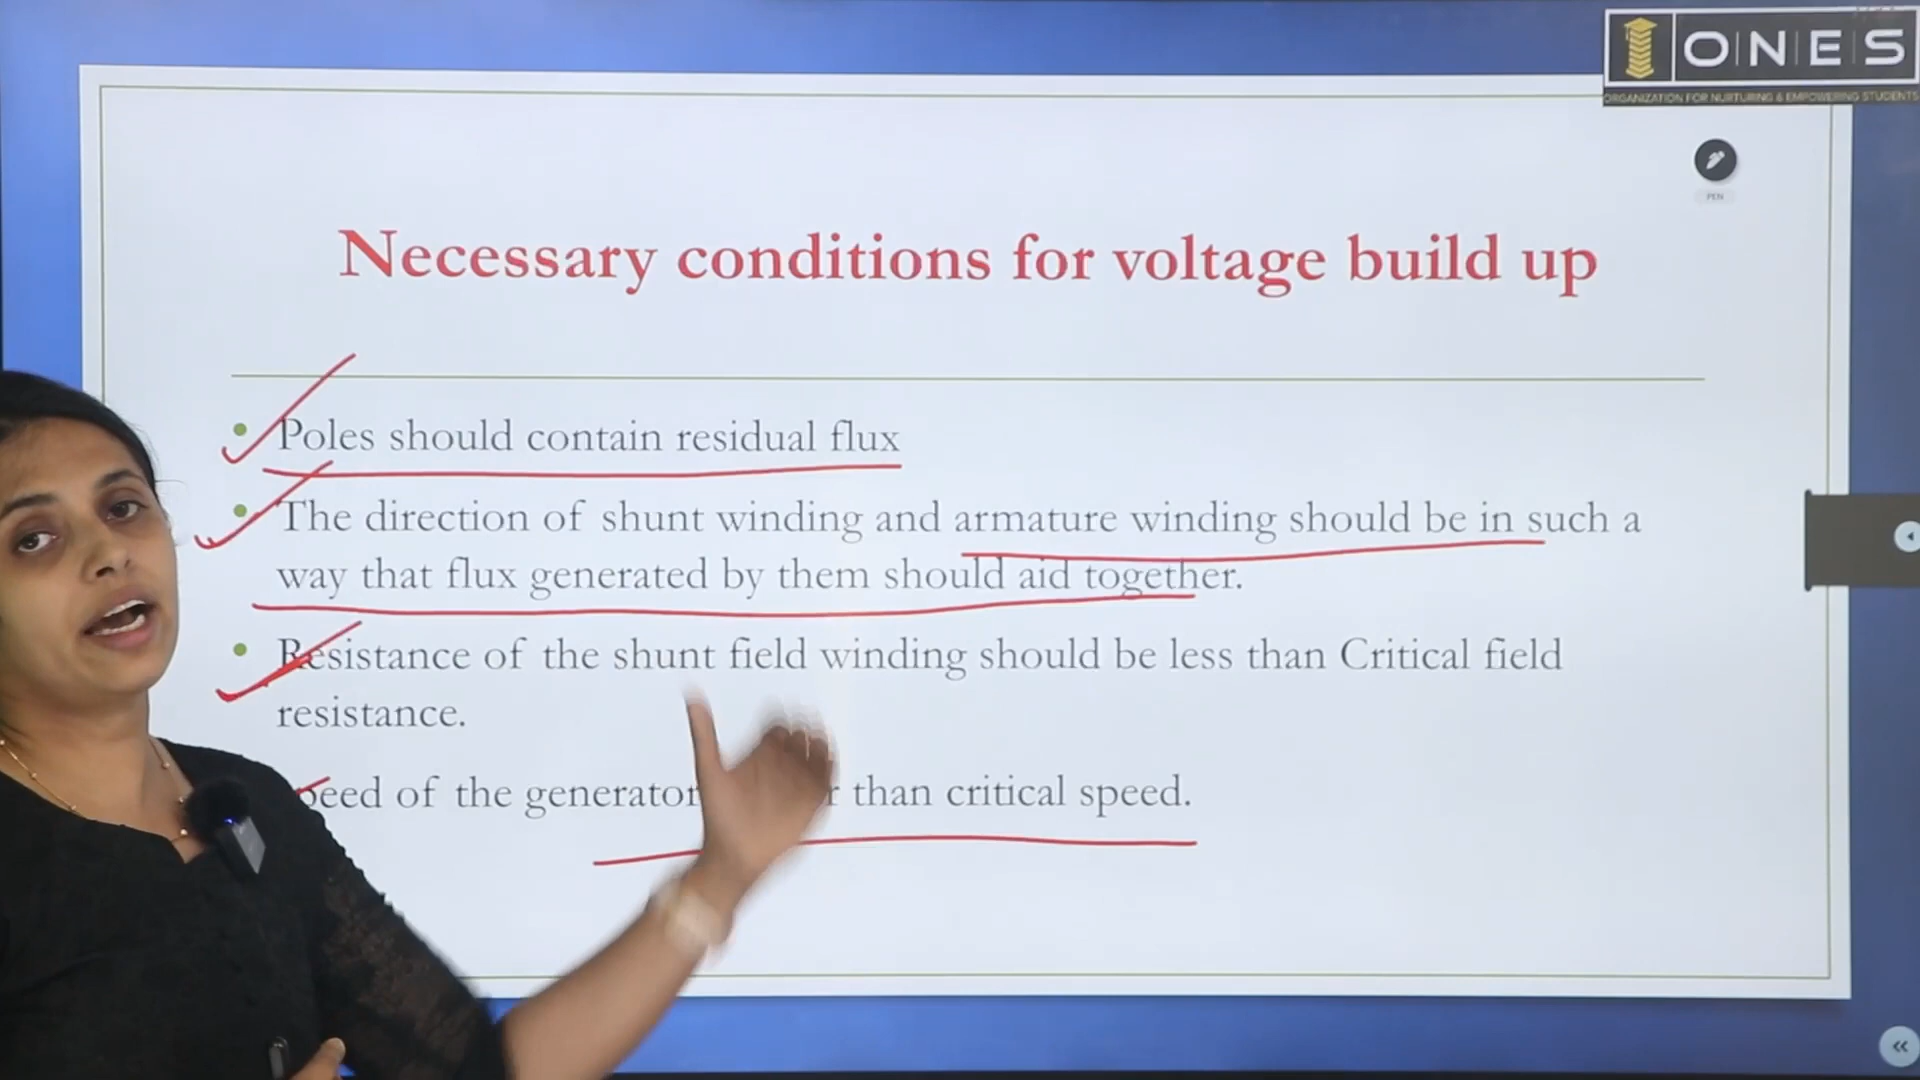 ONES
ORGANIZATION FOR NURTURING & EMPOWERING STUDENTS
PEN
Necessary conditions for voltage build up
• Poles should contain residual flux
• The direction of shunt winding and armature winding should be in such a
way that flux generated by them should aid together.
• Resistance of the shunt field winding should be less than Critical field
resistance.
of the generator than critical speed.